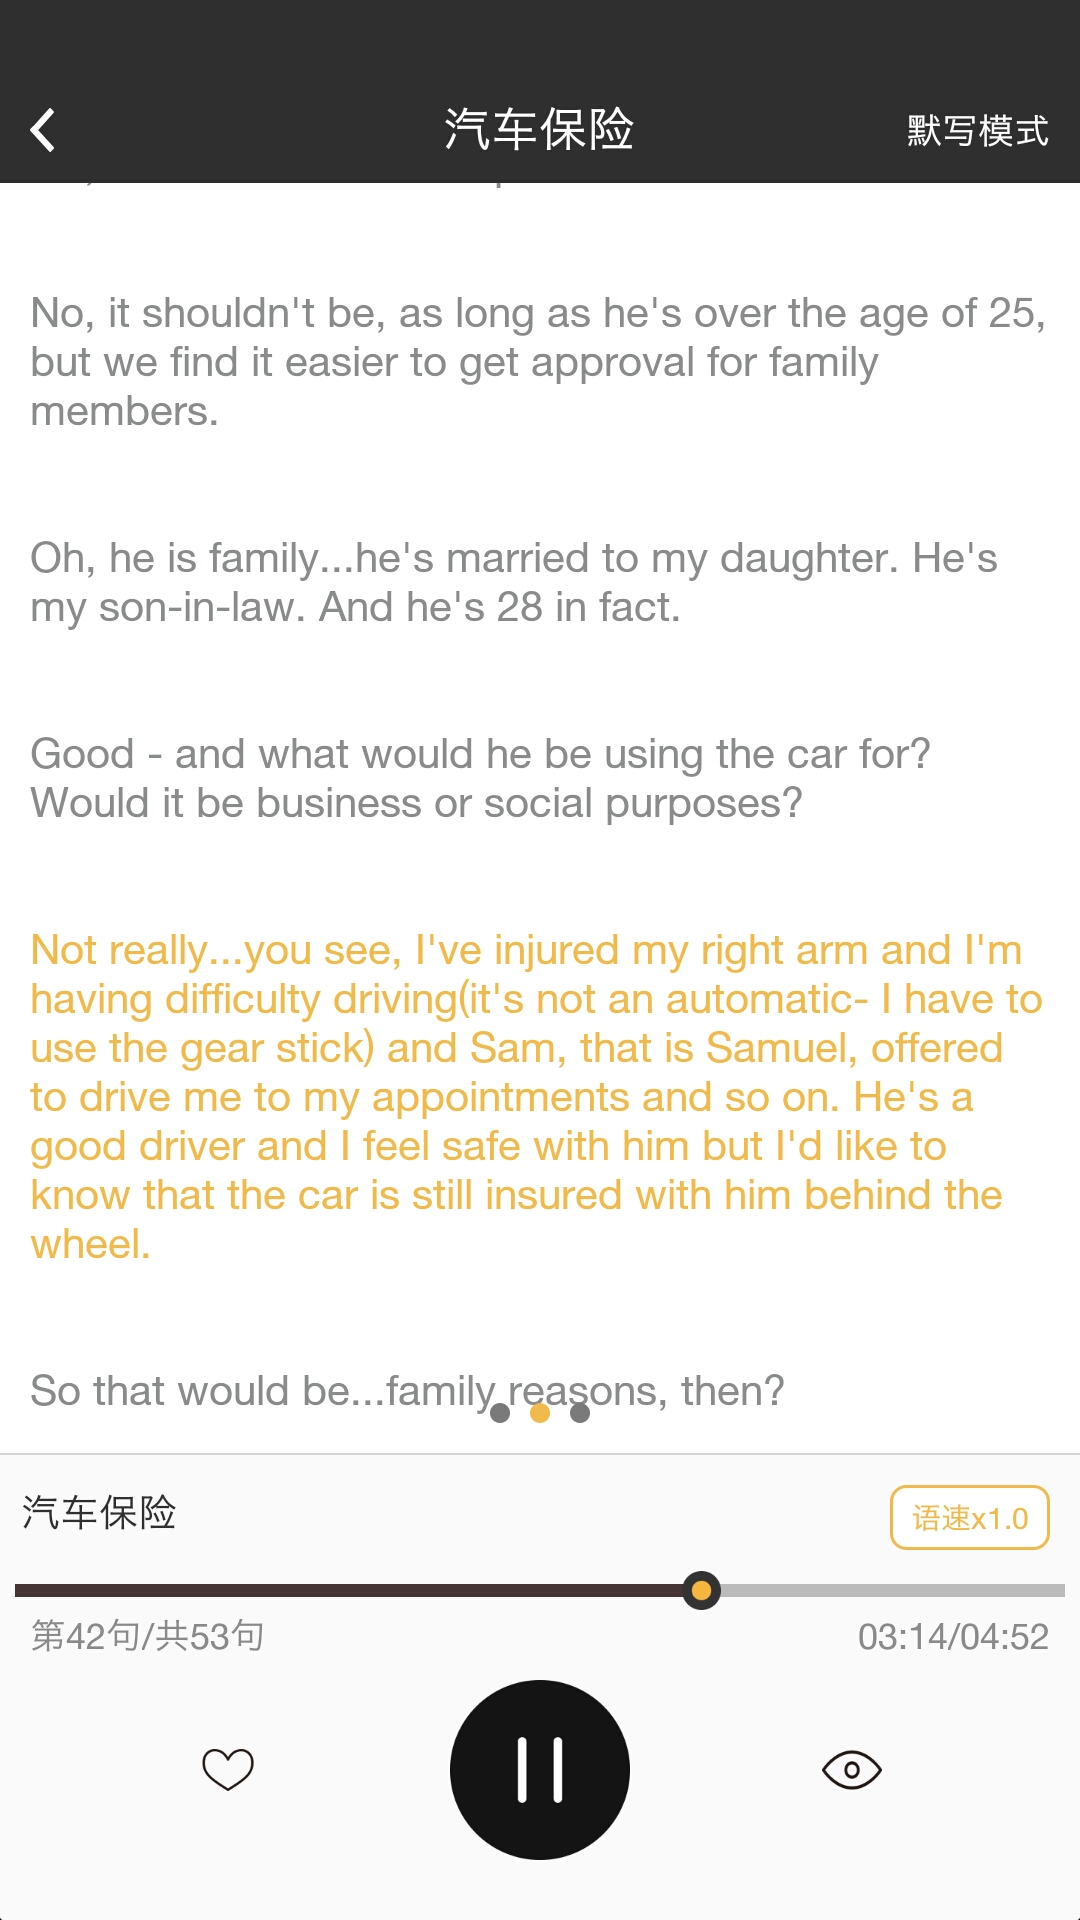 汽车保险
默写模式
No, it shouldn't be, as long as he's over the age of 25,
but we find it easier to get approval for family
members.
Oh, he is family...he's married to my daughter. He's
my son-in-law. And he's 28 in fact.
Good - and what would he be using the car for?
Would it be business or social purposes?
Not really...you see, I've injured my right arm and I'm
having difficulty driving(it's not an automatic- I have to
use the gear stick) and Sam, that is Samuel, offered
to drive me to my appointments and so on. He's a
good driver and I feel safe with him but I'd like to
know that the car is still insured with him behind the
wheel.
So that would be...family reasons, then?
汽车保险
语速x1.0
第42句/共53句
03:14/04:52